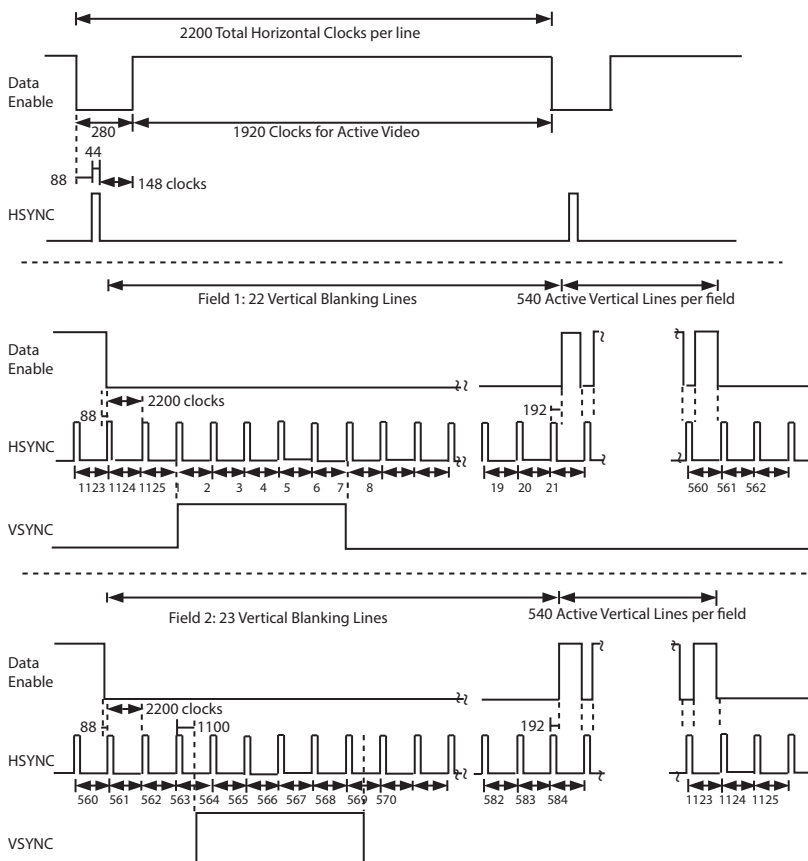 2200 Total Horizontal Clocks per line
Data
Enable
280
1920 Clocks for Active Video
44
88
148 clocks
HSYNC
Field 1: 22 Vertical Blanking Lines
540 Active Vertical Lines per field
Data
Enable
2200 clocks
88
192
HSYNC
1123 1124 1125 1 2 3 4 5 6 7 8 19 20 21 560 561 562
VSYNC
Field 2: 23 Vertical Blanking Lines
540 Active Vertical Lines per field
Data
Enable
2200 clocks
88
1100
192
HSYNC
560 561 562 563 564 565 566 567 568 569 570 582 583 584 1123 1124 1125
VSYNC